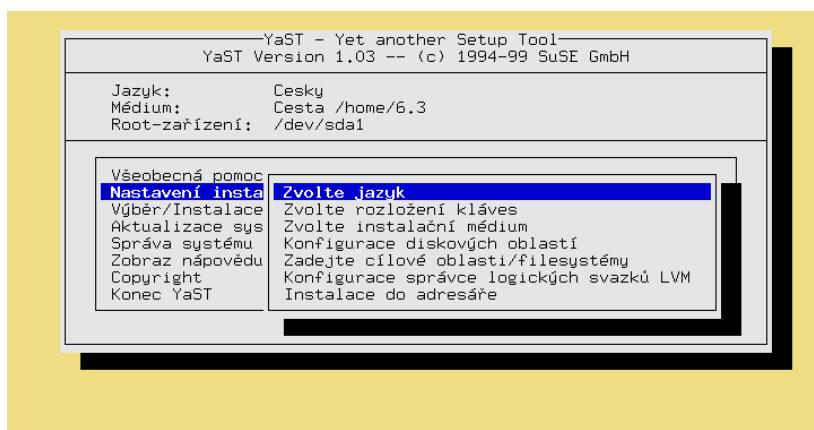 YaST - Yet another Setup Tool
YaST Version 1.03 -- (c) 1994-99 SuSE GmbH
Jazyk: Cesky
Médium: Cesta /home/6.3
Root-zařízení: /dev/sda1
Všeobecná pomoc
Nastavení insta Zvolte jazyk
Výběr/Instalace Zvolte rozložení kláves
Aktualizace sys Zvolte instalační médium
Správa systému Konfigurace diskových oblastí
Zobraz nápovědu Zadejte cílové oblasti/filesystémy
Copyright Konfigurace správce logických svazků LVM
Konec YaST Instalace do adresáře